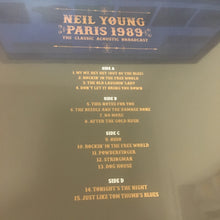 NEIL YOUNG
PARIS 1989
THE CLASSIC ACOUSTIC BROADCAST
SIDE A
1. MY MY, HEY HEY (OUT OF THE BLUE)
2. ROCKIN' IN THE FREE WORLD
3. THE OLD LAUGHING LADY
4. DON'T LET IT BRING YOU DOWN
SIDE B
5. THIS NOTES FOR YOU
6. THE NEEDLE AND THE DAMAGE DONE
7. NO MORE
8. AFTER THE GOLD RUSH
SIDE C
9. OHIO
10. ROCKIN' IN THE FREE WORLD
11. POWDERFINGER
12. STRINGMAN
13. DOG HOUSE
SIDE D
14. TONIGHT'S THE NIGHT
15. JUST LIKE TOM THUMB'S BLUES